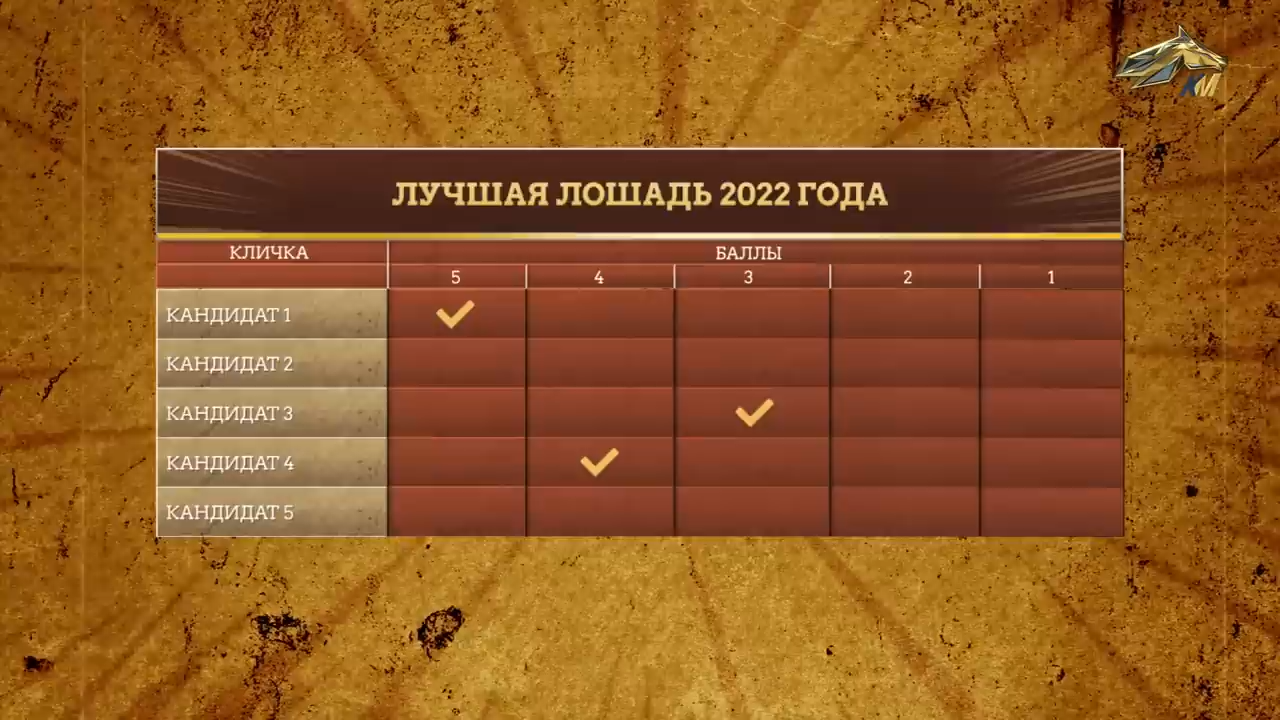 КМ
ЛУЧШАЯ ЛОШАДЬ 2022 ГОДА
КЛИЧКА БАЛЛЫ
5 4 3 2 1
КАНДИДАТ 1
КАНДИДАТ 2
КАНДИДАТ 3
КАНДИДАТ 4
КАНДИДАТ 5